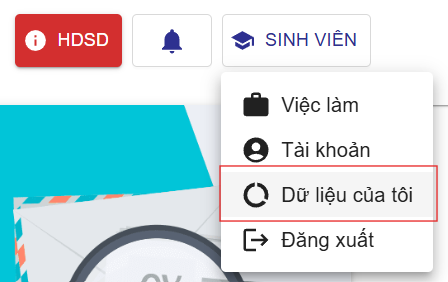 HDSD
SINH VIÊN
Việc làm
Tài khoản
Dữ liệu của tôi
Đăng xuất